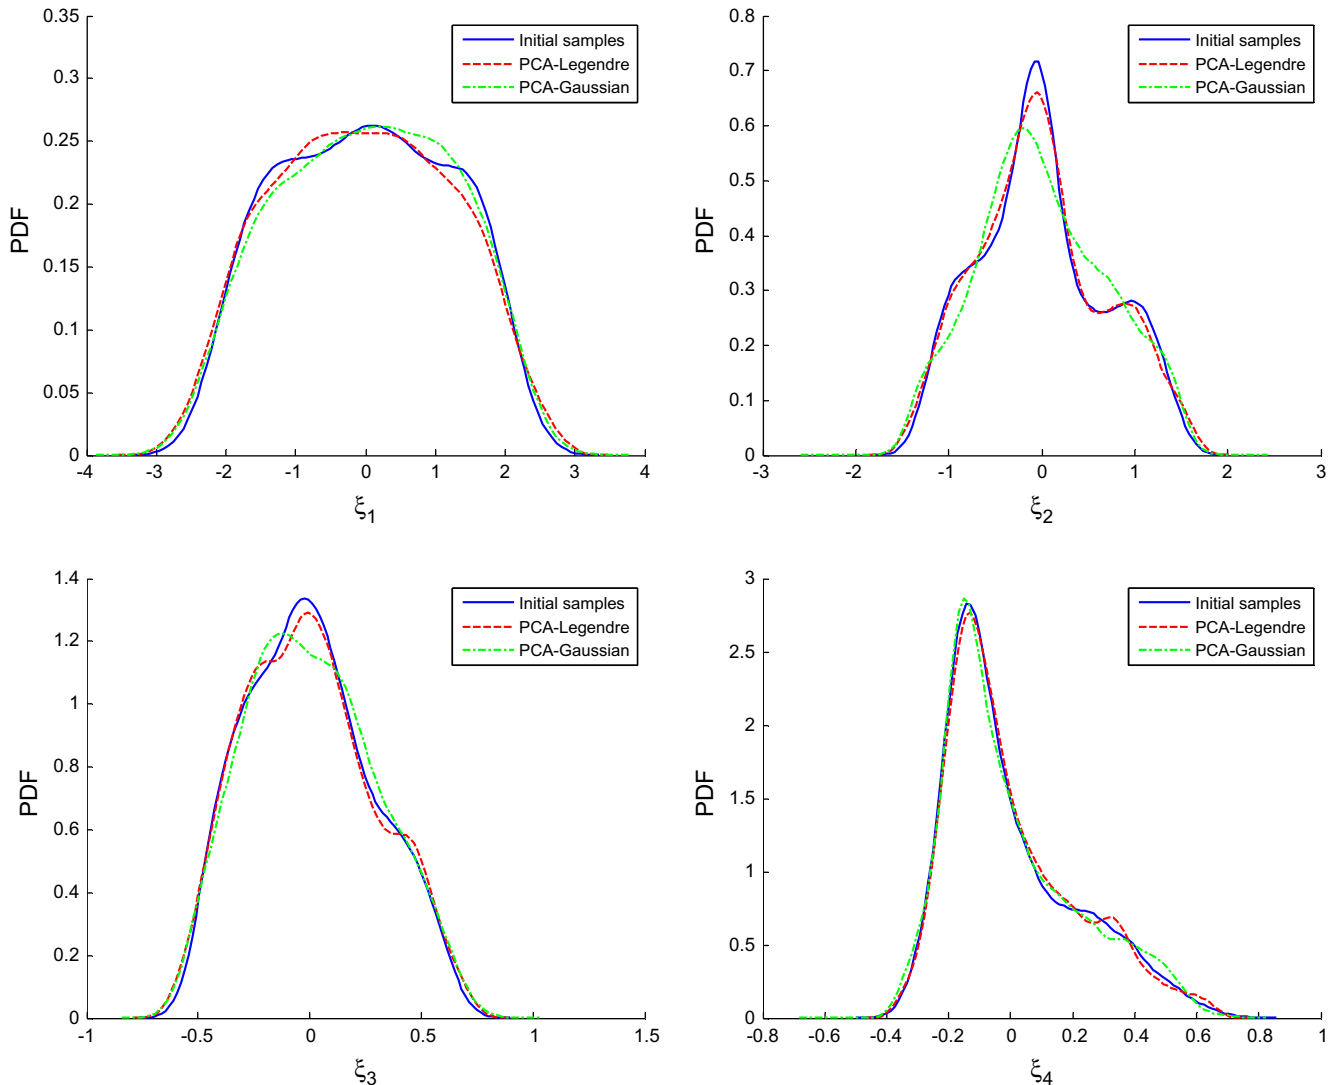 0.35
0.3
0.25
0.2
0.15
0.1
0.05
0
PDF
-4 -3 -2 -1 0 1 2 3 4
ξ1
Initial samples
PCA-Legendre
PCA-Gaussian
0.8
0.7
0.6
0.5
0.4
0.3
0.2
0.1
0
PDF
-3 -2 -1 0 1 2 3
ξ2
Initial samples
PCA-Legendre
PCA-Gaussian
1.4
1.2
1
0.8
0.6
0.4
0.2
0
PDF
-1 -0.5 0 0.5 1 1.5
ξ3
Initial samples
PCA-Legendre
PCA-Gaussian
3
2.5
2
1.5
1
0.5
0
PDF
-0.8 -0.6 -0.4 -0.2 0 0.2 0.4 0.6 0.8 1
ξ4
Initial samples
PCA-Legendre
PCA-Gaussian